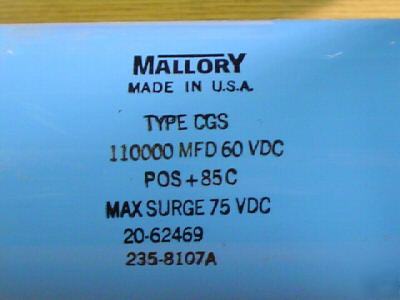 MALLORY
MADE IN U.S.A.
TYPE CGS
110000 MFD 60 VDC
POS +85C
MAX SURGE 75 VDC
20-62469
235-8107A